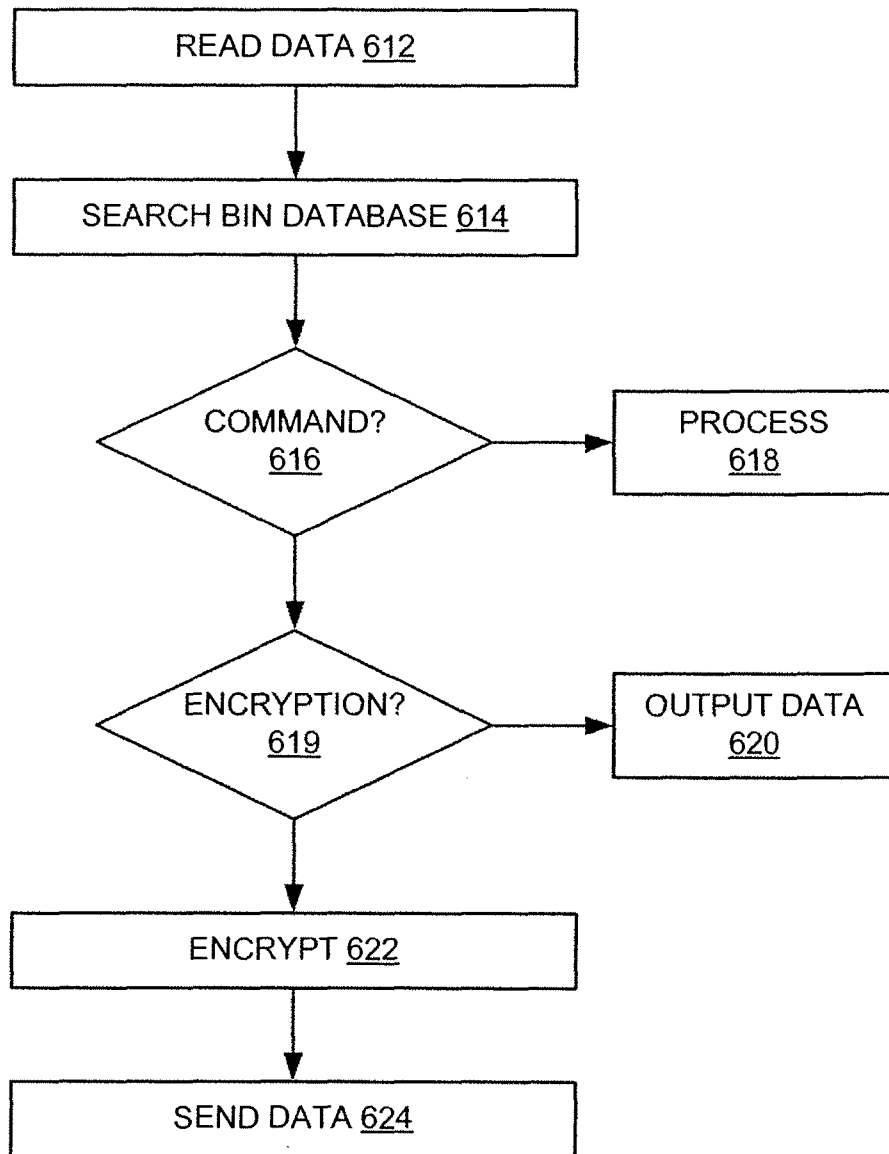 READ DATA 612
SEARCH BIN DATABASE 614
COMMAND?
616
PROCESS
618
ENCRYPTION?
619
OUTPUT DATA
620
ENCRYPT 622
SEND DATA 624